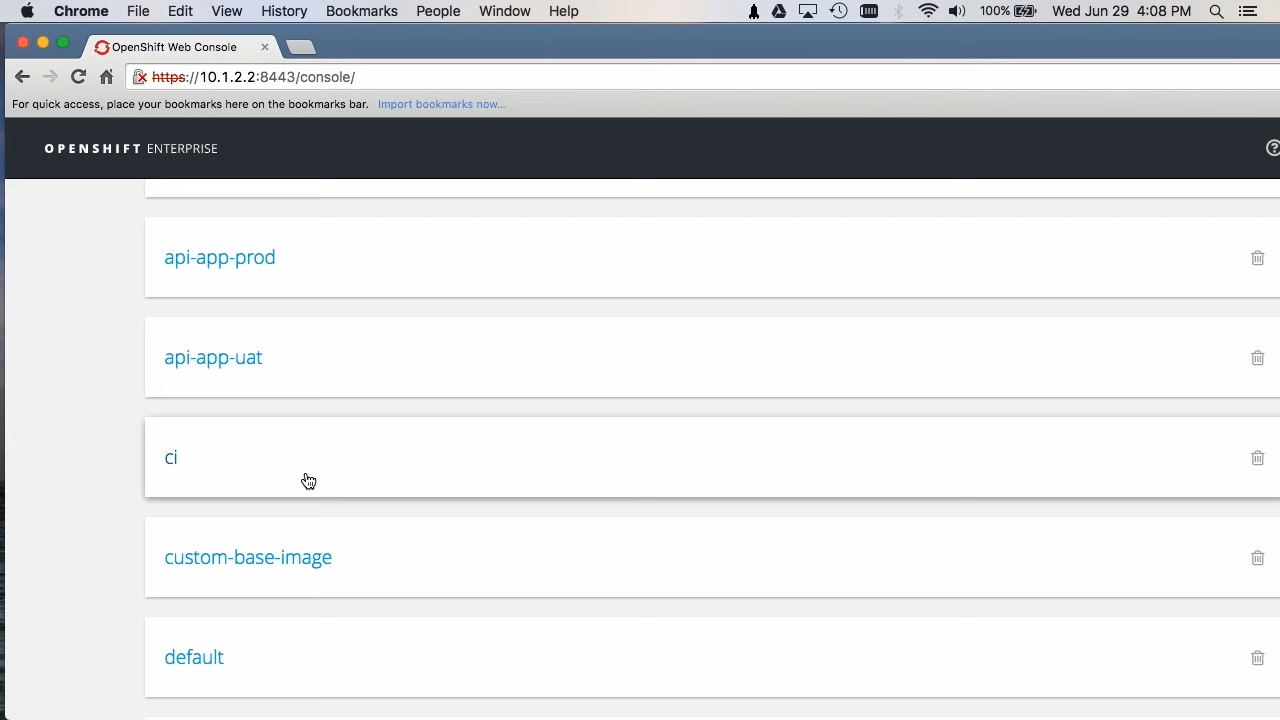 Chrome File Edit View History Bookmarks People Window Help 100% Wed Jun 29 4:08 PM
OpenShift Web Console
https://10.1.2.2:8443/console/
For quick access, place your bookmarks here on the bookmarks bar. Import bookmarks now...
OPENSHIFT ENTERPRISE
api-app-prod
api-app-uat
ci
custom-base-image
default